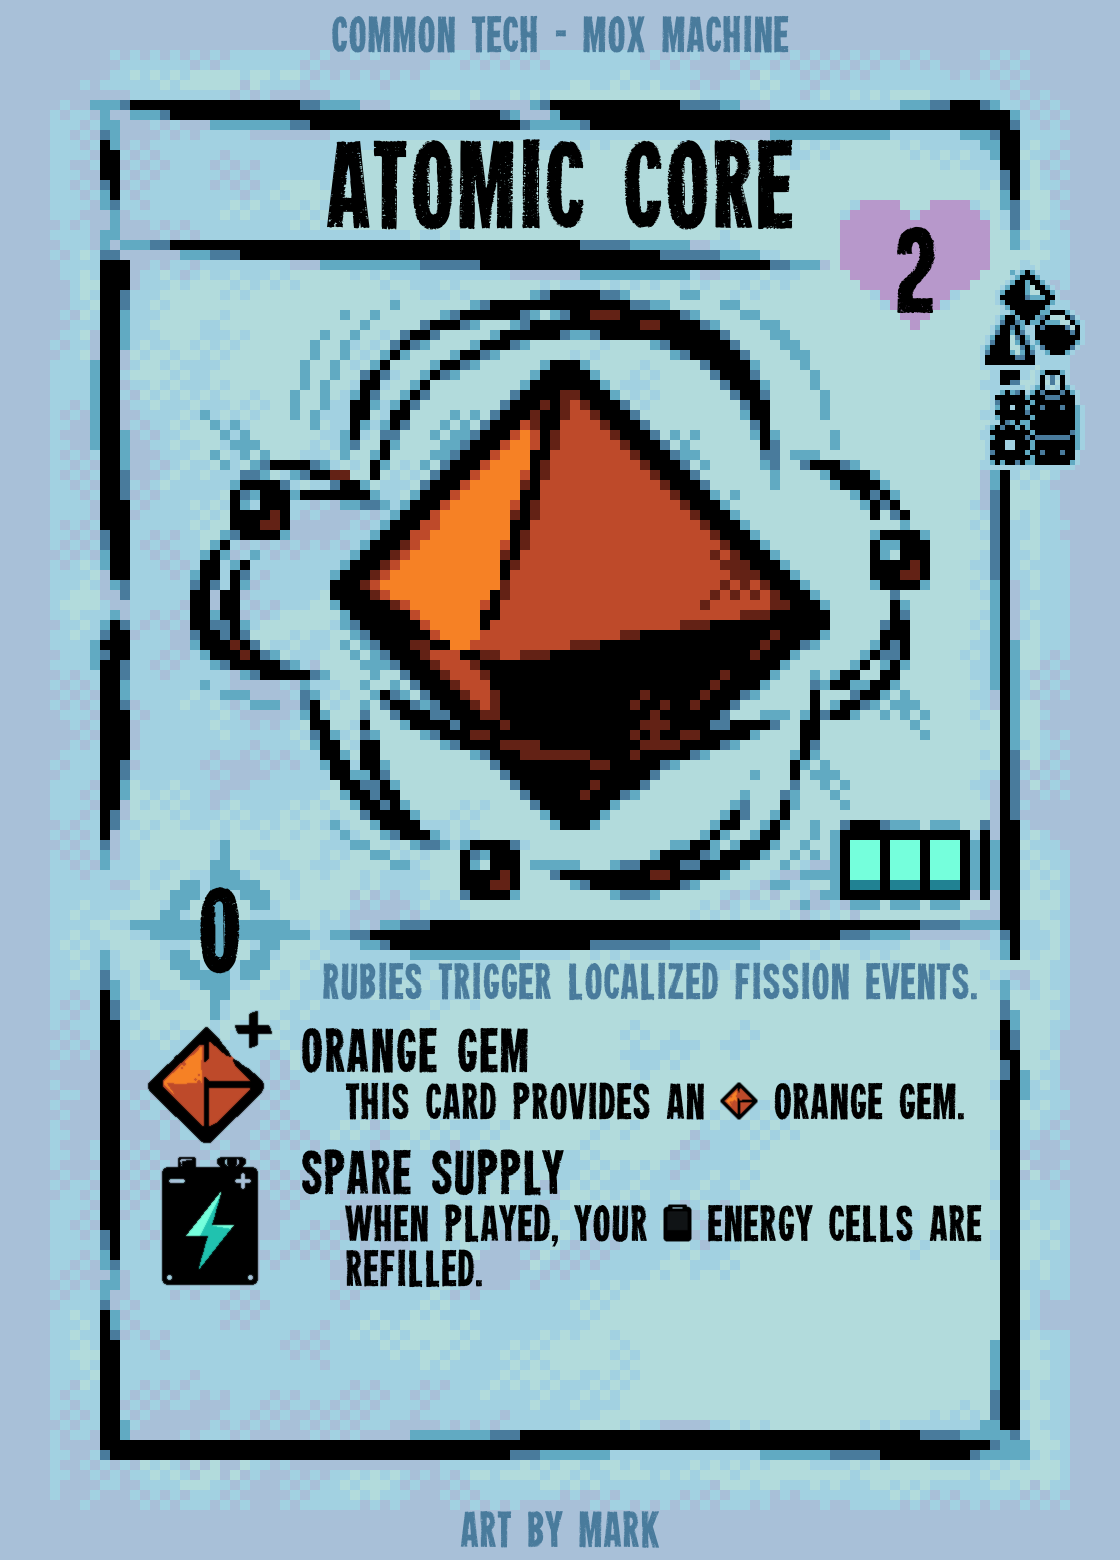 COMMON TECH - MOX MACHINE
ATOMIC CORE
2
0
RUBIES TRIGGER LOCALIZED FISSION EVENTS.
ORANGE GEM
THIS CARD PROVIDES AN ORANGE GEM.
SPARE SUPPLY
WHEN PLAYED, YOUR ENERGY CELLS ARE
REFILLED.
ART BY MARK